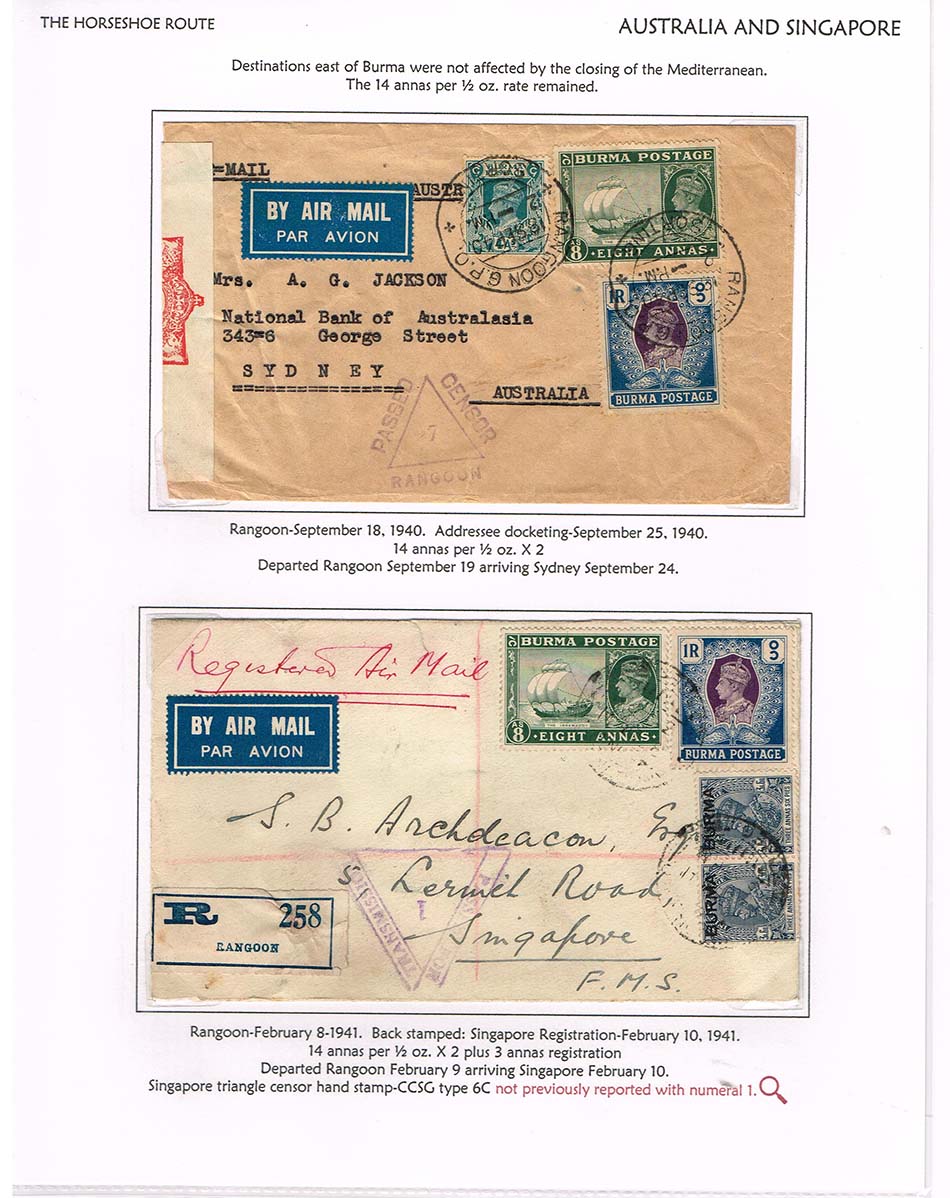 THE HORSESHOE ROUTE
AUSTRALIA AND SINGAPORE
Destinations east of Burma were not affected by the closing of the Mediterranean.
The 14 annas per ½ oz. rate remained.
=MAIL
AUSTR
BY AIR MAIL
PAR AVION
RANGOON G.P.O.
BURMA POSTAGE
AS 8 EIGHT ANNAS
1R
BURMA POSTAGE
Mrs. A. G. JACKSON
National Bank of Australasia
343=6 George Street
SYDNEY
AUSTRALIA
PASSED CENSOR
7
RANGOON
Rangoon-September 18, 1940. Addressee docketing-September 25, 1940.
14 annas per ½ oz. X 2
Departed Rangoon September 19 arriving Sydney September 24.
Registered Air Mail
BY AIR MAIL
PAR AVION
BURMA POSTAGE
AS 8 EIGHT ANNAS
1R
BURMA POSTAGE
BURMA
THREE ANNAS SIX PIES
BURMA
THREE ANNAS SIX PIES
S. B. Archdeacon,
5 Lermit Road
Singapore
F.M.S.
TRANSMISSION
1
R 258
RANGOON
Rangoon-February 8-1941. Back stamped: Singapore Registration-February 10, 1941.
14 annas per ½ oz. X 2 plus 3 annas registration
Departed Rangoon February 9 arriving Singapore February 10.
Singapore triangle censor hand stamp-CCSG type 6C not previously reported with numeral 1.